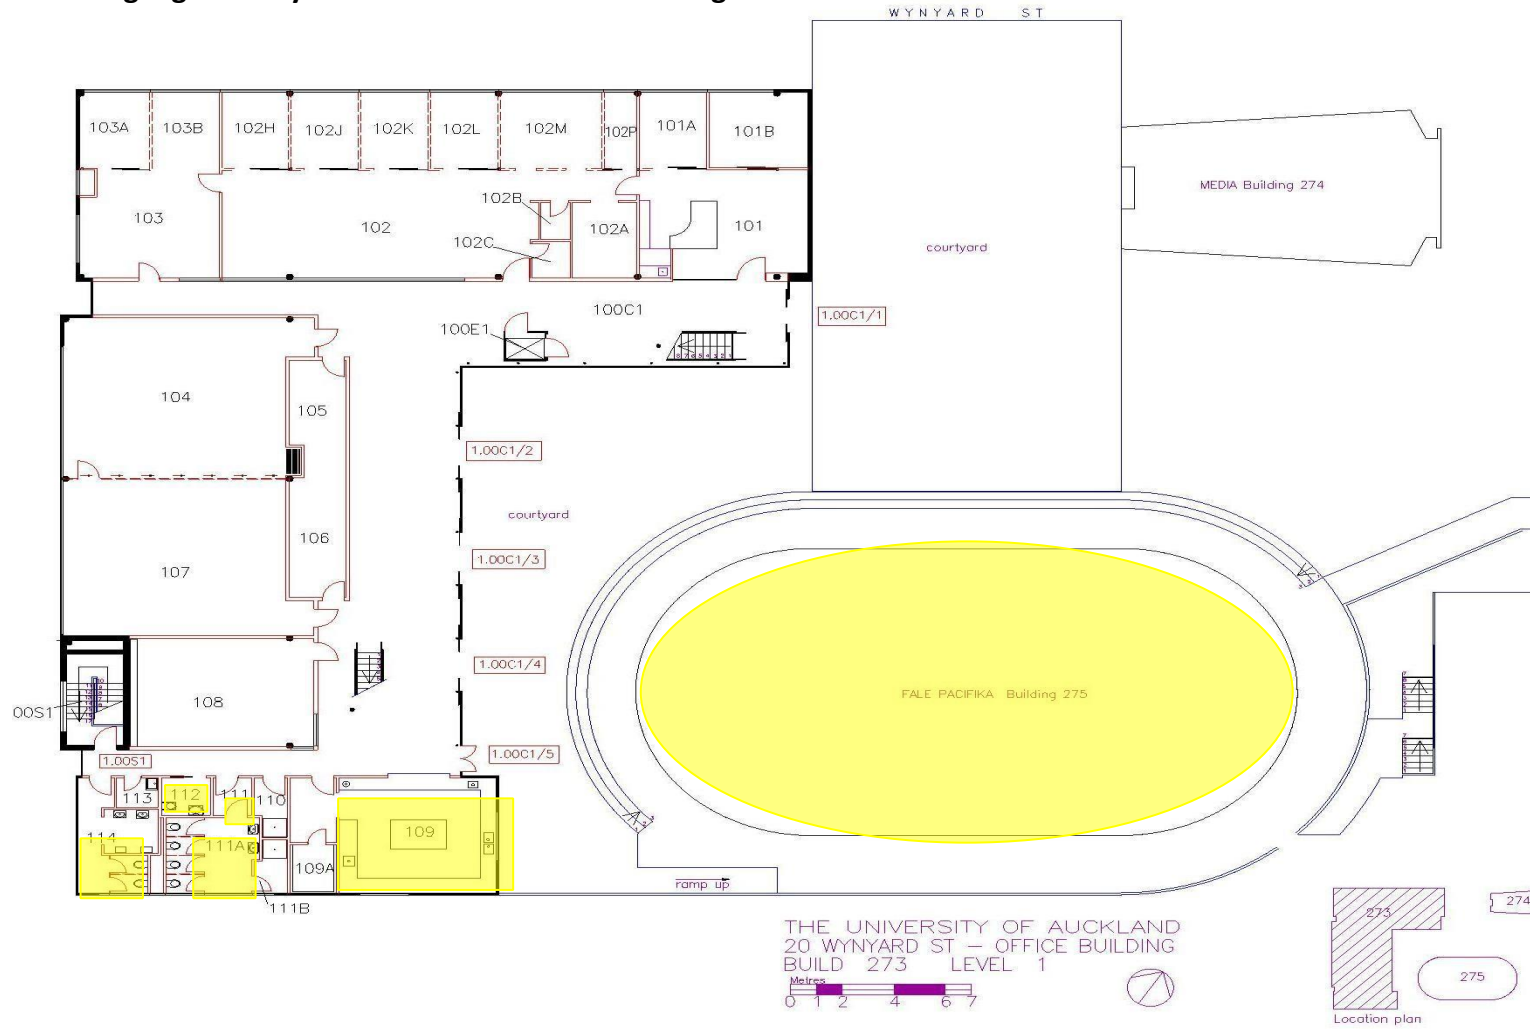 WYNYARD ST
103A 103B 102H 102J 102K 102L 102M 102P 101A 101B
MEDIA Building 274
102B
103 102 102A 101
102C
courtyard
100C1
1.00C1/1
100E1
104
105
1.00C1/2
courtyard
106
1.00C1/3
107
1.00C1/4
FALE PACIFIKA Building 275
108
00S1
1.00C1/5
1.00S1
113 112 111 110
114 111A 109
109A
ramp up
111B
THE UNIVERSITY OF AUCKLAND
20 WYNYARD ST – OFFICE BUILDING
BUILD 273 LEVEL 1
Metres
0 1 2 4 6 7
273 274
275
Location plan